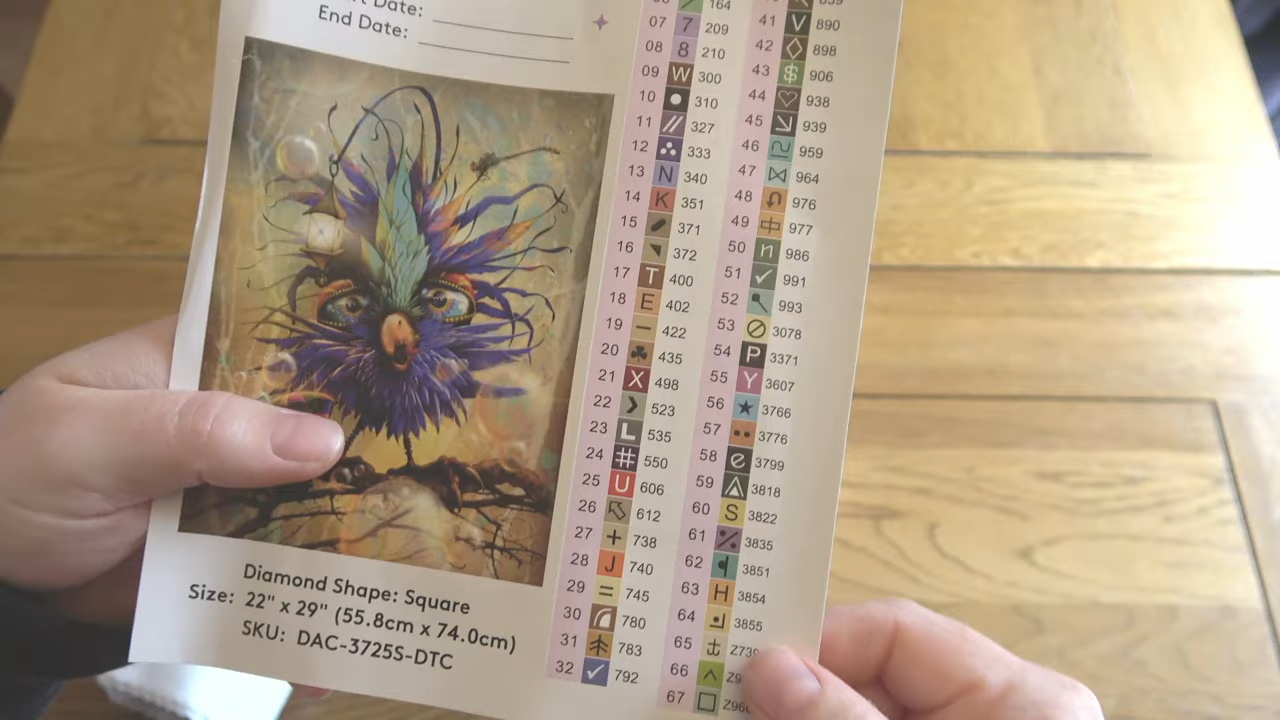 End Date:
Diamond Shape: Square
Size: 22" x 29" (55.8cm x 74.0cm)
SKU: DAC-3725S-DTC
164
07 7 209
08 8 210
09 W 300
10 310
11 // 327
12 333
13 N 340
14 K 351
15 371
16 372
17 T 400
18 E 402
19 – 422
20 ♣ 435
21 X 498
22 523
23 L 535
24 # 550
25 U 606
26 612
27 + 738
28 J 740
29 = 745
30 780
31 783
32 ✓ 792
41 V 890
42 ◇ 898
43 $ 906
44 ♡ 938
45 939
46 959
47 ⋈ 964
48 976
49 中 977
50 n 986
51 ✓ 991
52 993
53 3078
54 P 3371
55 Y 3607
56 ★ 3766
57 3776
58 e 3799
59 3818
60 S 3822
61 3835
62 3851
63 H 3854
64 3855
65
66
67 □